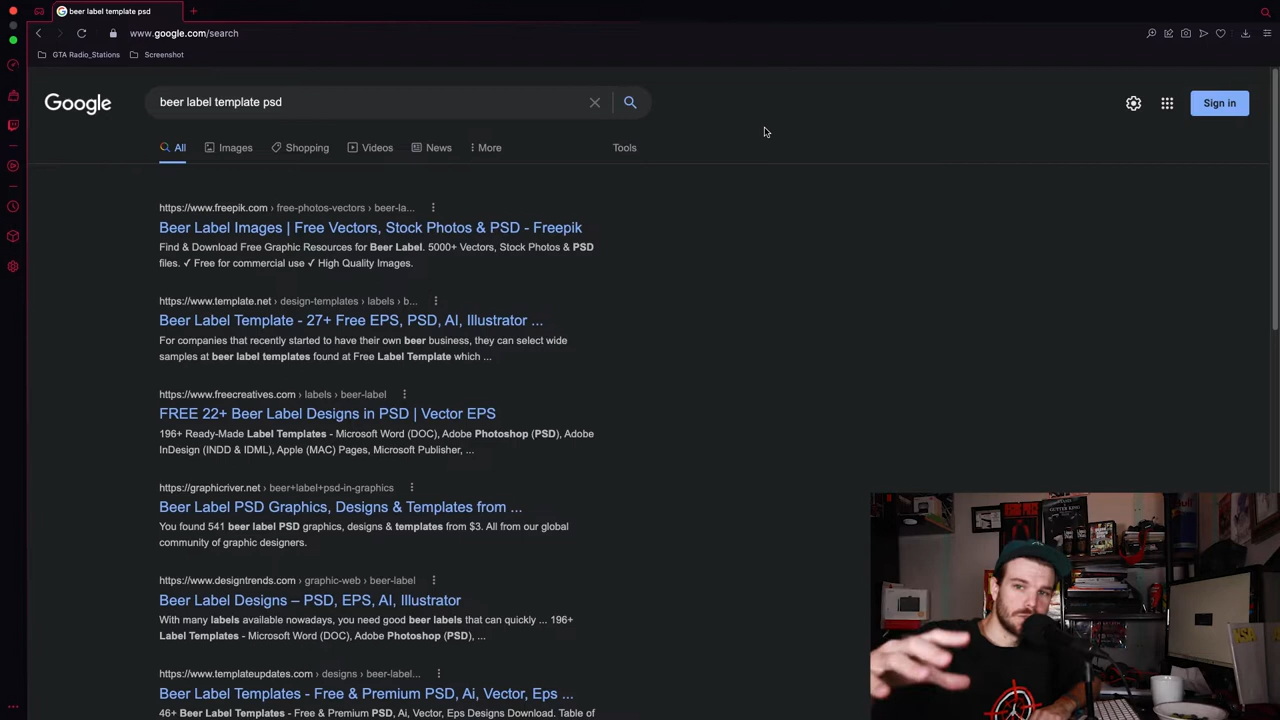 beer label template psd
www.google.com/search
GTA Radio_Stations
Screenshot
Google
beer label template psd
Sign in
All
Images
Shopping
Videos
News
More
Tools
https://www.freepik.com › free-photos-vectors › beer-la...
Beer Label Images | Free Vectors, Stock Photos & PSD - Freepik
Find & Download Free Graphic Resources for Beer Label. 5000+ Vectors, Stock Photos & PSD
files. ✓ Free for commercial use ✓ High Quality Images.
https://www.template.net › design-templates › labels › b...
Beer Label Template - 27+ Free EPS, PSD, AI, Illustrator ...
For companies that recently started to have their own beer business, they can select wide
samples at beer label templates found at Free Label Template which ...
https://www.freecreatives.com › labels › beer-label
FREE 22+ Beer Label Designs in PSD | Vector EPS
196+ Ready-Made Label Templates - Microsoft Word (DOC), Adobe Photoshop (PSD), Adobe
InDesign (INDD & IDML), Apple (MAC) Pages, Microsoft Publisher, ...
https://graphicriver.net › beer+label+psd-in-graphics
Beer Label PSD Graphics, Designs & Templates from ...
You found 541 beer label PSD graphics, designs & templates from $3. All from our global
community of graphic designers.
https://www.designtrends.com › graphic-web › beer-label
Beer Label Designs – PSD, EPS, AI, Illustrator
With many labels available nowadays, you need good beer labels that can quickly ... 196+
Label Templates - Microsoft Word (DOC), Adobe Photoshop (PSD), ...
https://www.templateupdates.com › designs › beer-label...
Beer Label Templates - Free & Premium PSD, Ai, Vector, Eps ...
46+ Beer Label Templates - Free & Premium PSD, Ai, Vector, Eps Designs Download. Table of